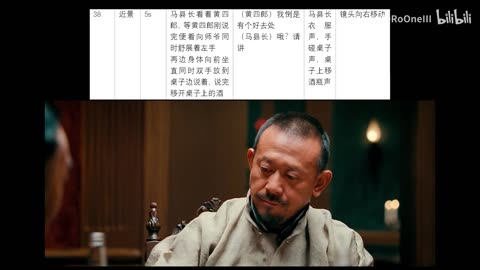 RoOneIII bilibili
38 近景 5s 马县长看着黄四 (黄四郎)我倒是 马县长 镜头向右移动
郎,等黄四郎刚说 有个好去处 衣服
完便看向师爷同 (马县长)哦?请 声,手
时舒展着左手 讲 碰桌子
再边身体向前坐 声,桌
直同时双手放到 子上移
桌子边说着,说完 酒瓶声
移开桌子上的酒